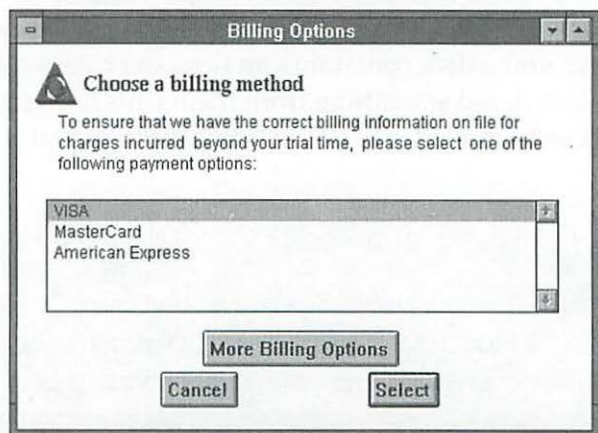 Billing Options
Choose a billing method
To ensure that we have the correct billing information on file for
charges incurred beyond your trial time, please select one of the
following payment options:
VISA
MasterCard
American Express
More Billing Options
Cancel
Select